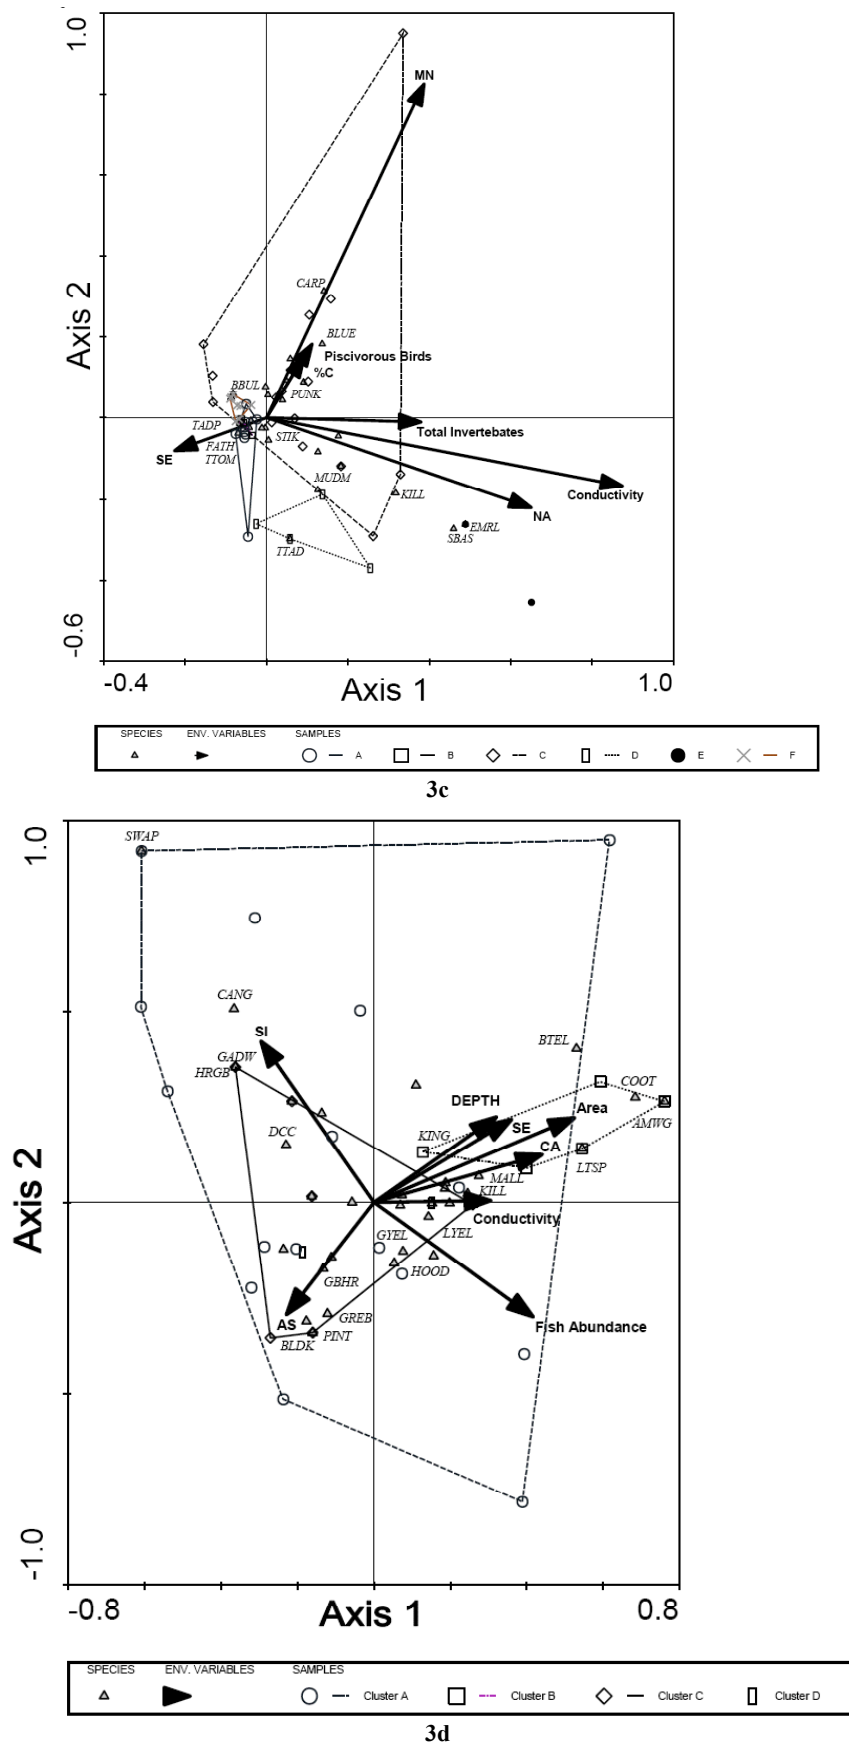 1.0
MN
CARP
BLUE
Axis 2
Piscivorous Birds
%C
BBUL
PUNK
TADP
STIK
Total Invertebates
FATH
SE
TTOM
MUDM
KILL
Conductivity
NA
EMRL
SBAS
TTAD
-0.6
-0.4
Axis 1
1.0
SPECIES ENV. VARIABLES SAMPLES
A B C D E F
3c
1.0
SWAP
CANG
SI
BTEL
GADW
HRGB
COOT
DEPTH
Area
SE
AMWG
DCC
KING
CA
LTSP
MALL
Axis 2
KILL
Conductivity
GYEL
LYEL
HOOD
GBHR
GREB
AS
Fish Abundance
PINT
BLDK
-1.0
-0.8
Axis 1
0.8
SPECIES ENV. VARIABLES SAMPLES
Cluster A Cluster B Cluster C Cluster D
3d